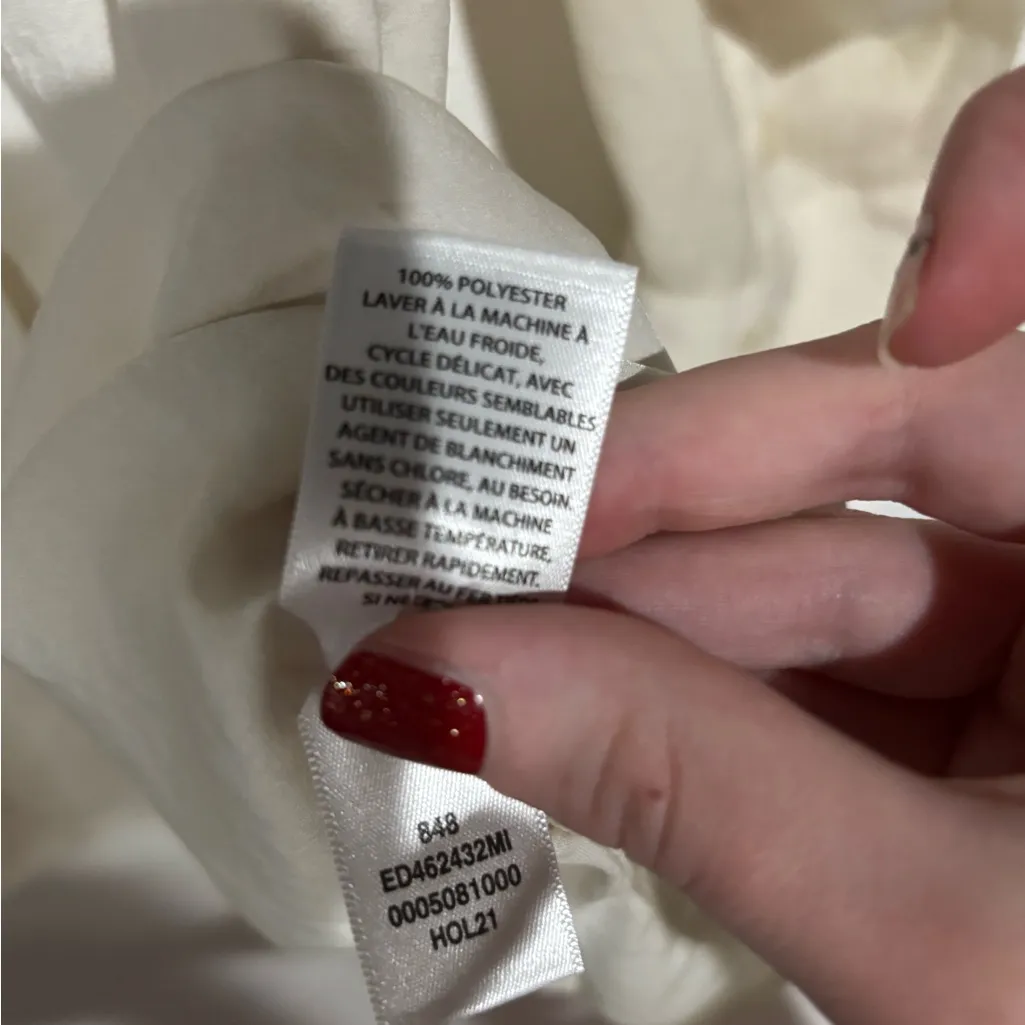 100% POLYESTER
LAVER À LA MACHINE À
L'EAU FROIDE,
CYCLE DÉLICAT, AVEC
DES COULEURS SEMBLABLES
UTILISER SEULEMENT UN
AGENT DE BLANCHIMENT
SANS CHLORE, AU BESOIN.
SÉCHER À LA MACHINE
À BASSE TEMPÉRATURE,
RETIRER RAPIDEMENT.
REPASSER AU FER
SI
848
ED462432MI
0005081000
HOL21